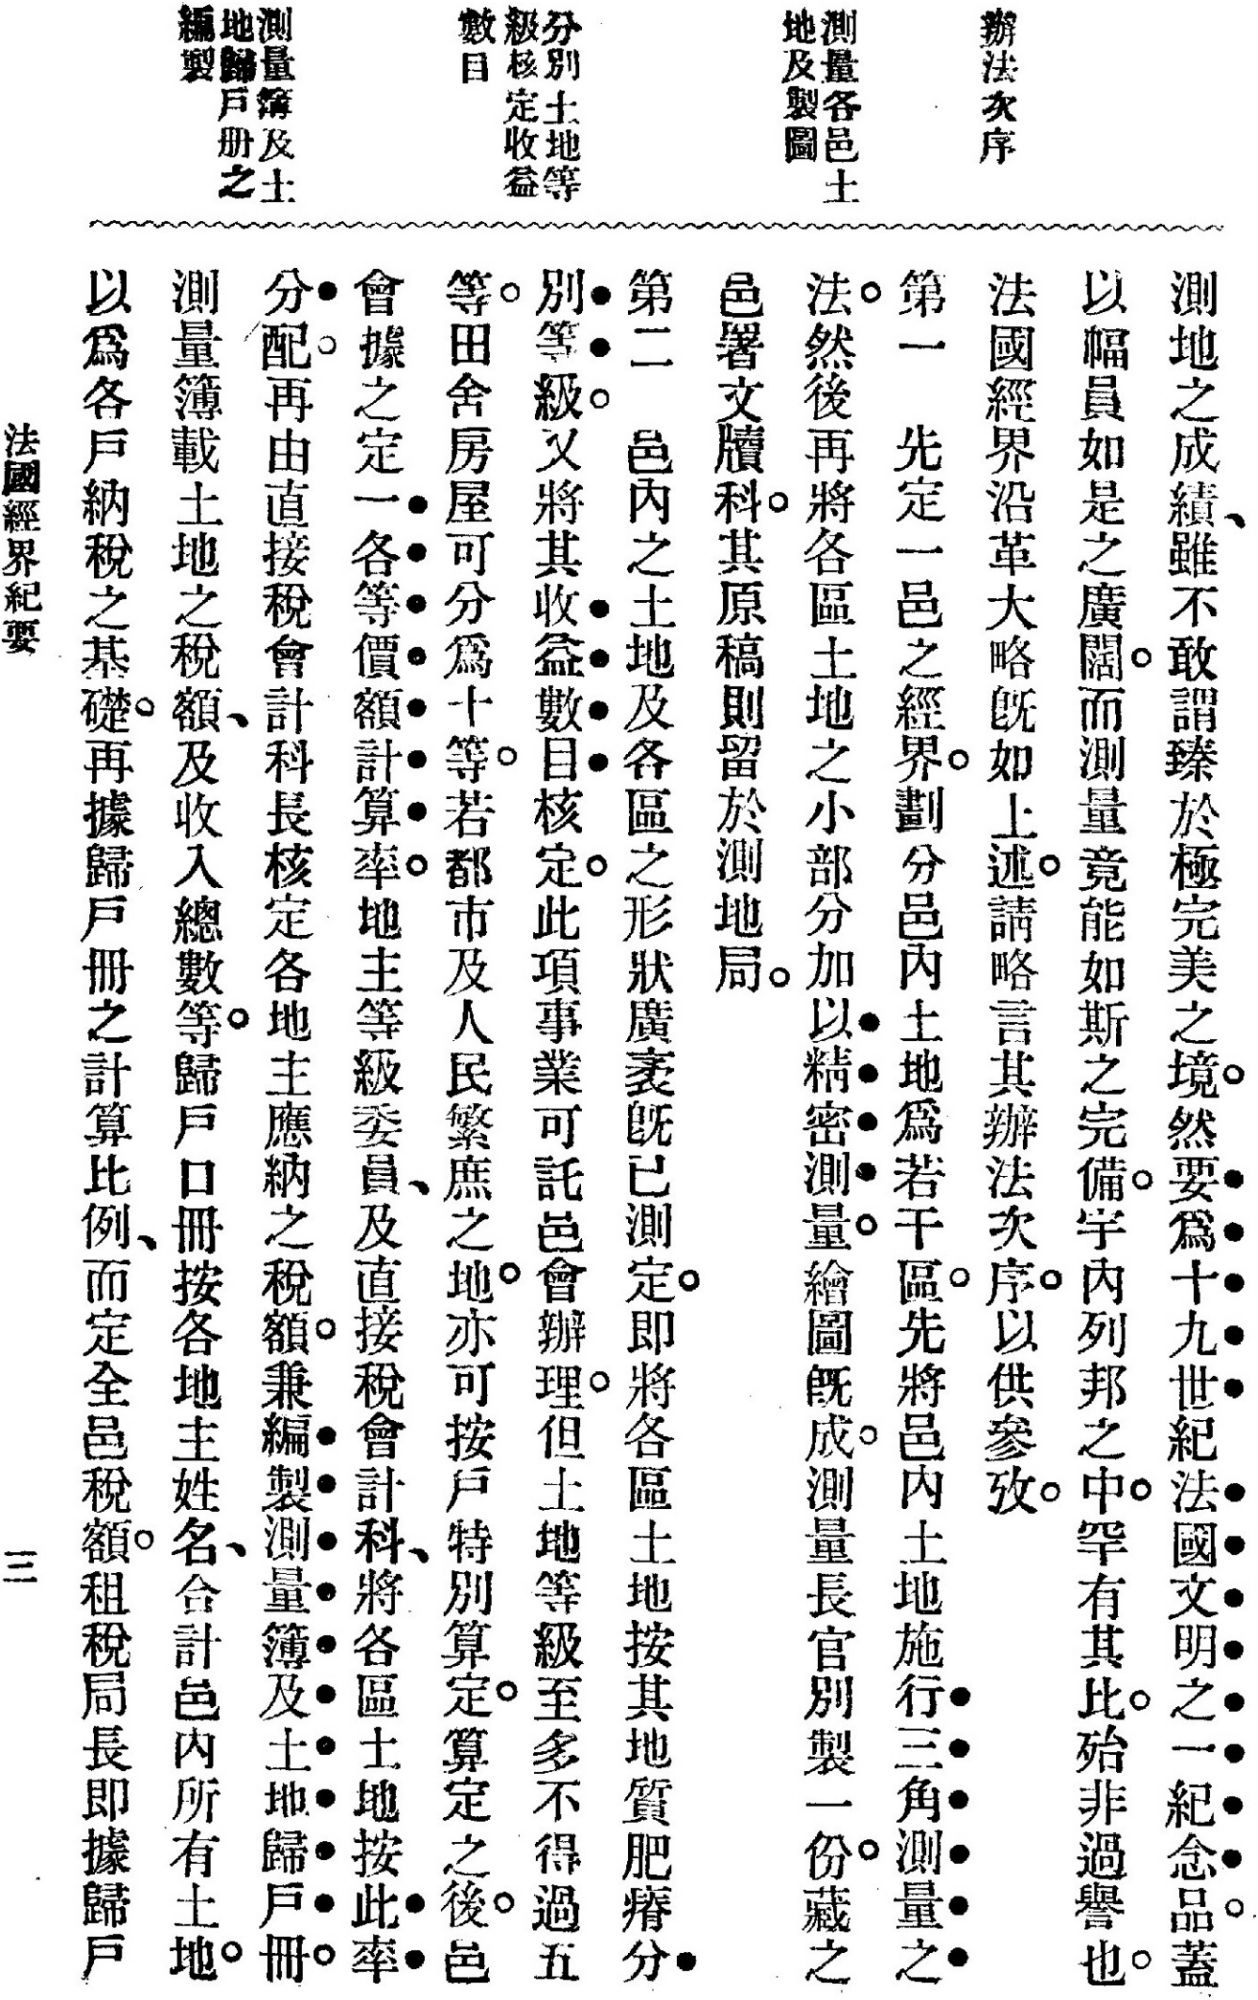 辦法次序
測量各邑土
地及製圖
分別土地等
級核定收益
數目
測量簿及土
地歸戶册之
編製
測地之成績、雖不敢謂臻於極完美之境。然要爲十九世紀法國文明之一紀念品。蓋
以幅員如是之廣闊。而測量竟能如斯之完備。宇內列邦之中。罕有其比。殆非過譽也。
法國經界沿革大略旣如上述。請略言其辦法次序。以供參攷。
第一　先定一邑之經界。劃分邑內土地爲若干區。先將邑內土地施行三角測量之
法。然後再將各區土地之小部分加以精密測量。繪圖旣成。測量長官別製一份。藏之
邑署文牘科。其原稿則留於測地局。
第二　邑內之土地及各區之形狀廣袤旣已測定。卽將各區土地按其地質肥瘠分
別等級。又將其收益數目核定。此項事業可託邑會辦理。但土地等級至多不得過五
等。田舍房屋可分爲十等。若都市及人民繁庶之地。亦可按戶特別算定。算定之後。邑
會據之定一各等價額計算率。地主等級委員、及直接稅會計科、將各區土地按此率
分配。再由直接稅會計科長核定各地主應納之稅額。兼編製測量簿及土地歸戶冊。
測量簿載土地之稅額、及收入總數等。歸戶口冊按各地主姓名、合計邑內所有土地。
以爲各戶納稅之基礎。再據歸戶冊之計算比例、而定全邑稅額。租稅局長卽據歸戶
法國經界紀要
三